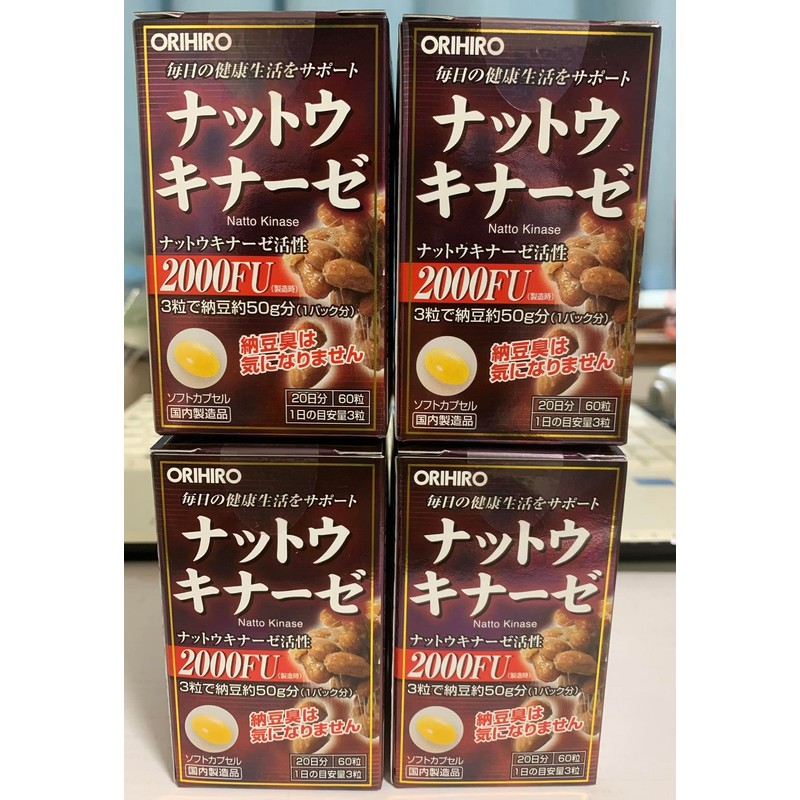 ORIHIRO
毎日の健康生活をサポート
ナットウ
キナーゼ
Natto Kinase
ナットウキナーゼ活性
2000FU(製造時)
3粒で納豆約50g分(1パック分)
納豆臭は
気になりません
ソフトカプセル
国内製造品
20日分 60粒
1日の目安量3粒
ORIHIRO
毎日の健康生活をサポート
ナットウ
キナーゼ
Natto Kinase
ナットウキナーゼ活性
2000FU(製造時)
3粒で納豆約50g分(1パック分)
納豆臭は
気になりません
ソフトカプセル
国内製造品
20日分 60粒
1日の目安量3粒
ORIHIRO
毎日の健康生活をサポート
ナットウ
キナーゼ
Natto Kinase
ナットウキナーゼ活性
2000FU(製造時)
3粒で納豆約50g分(1パック分)
納豆臭は
気になりません
ソフトカプセル
国内製造品
20日分 60粒
1日の目安量3粒
ORIHIRO
毎日の健康生活をサポート
ナットウ
キナーゼ
Natto Kinase
ナットウキナーゼ活性
2000FU(製造時)
3粒で納豆約50g分(1パック分)
納豆臭は
気になりません
ソフトカプセル
国内製造品
20日分 60粒
1日の目安量3粒